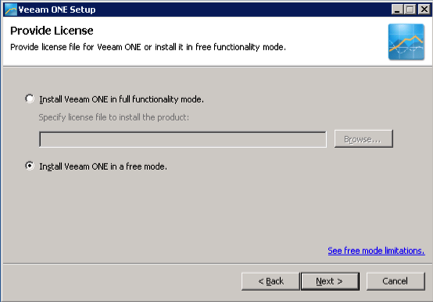 Veeam ONE Setup
Provide License
Provide license file for Veeam ONE or install it in free functionality mode.
Install Veeam ONE in full functionality mode.
Specify license file to install the product:
Browse...
Install Veeam ONE in a free mode.
See free mode limitations.
< Back Next > Cancel